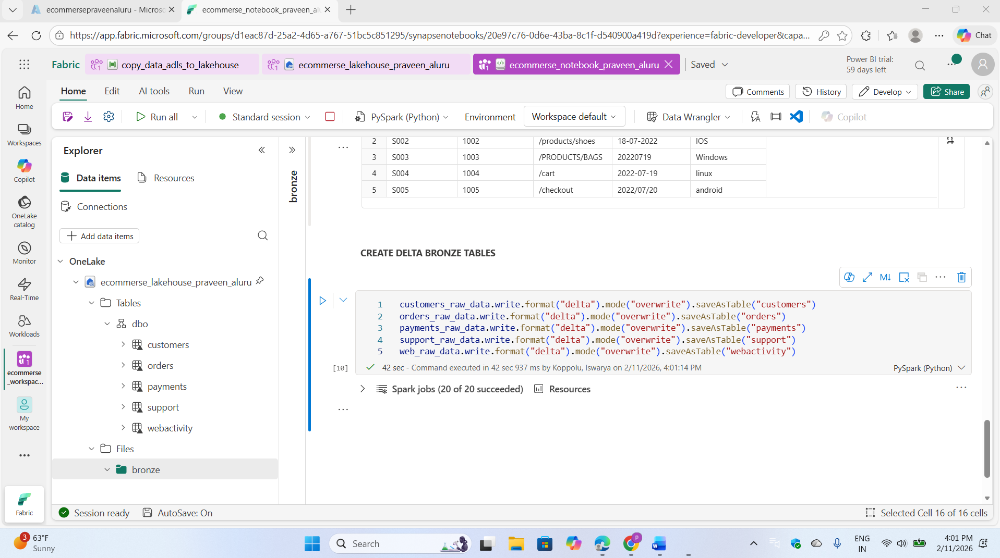 ecommersepraveenaluru - Microsc
ecommerse_notebook_praveen_alu
https://app.fabric.microsoft.com/groups/d1eac87d-25a2-4d65-a767-51bc5c851295/synapsenotebooks/20e97c76-0d6e-43ba-8c1f-d540900a419d?experience=fabric-developer&capa...
Chat
Fabric
copy_data_adls_to_lakehouse
ecommerse_lakehouse_praveen_aluru
ecommerse_notebook_praveen_aluru
Saved
Power BI trial:
59 days left
Home Edit AI tools Run View
Comments History Develop Share
Run all Standard session PySpark (Python) Environment Workspace default Data Wrangler Copilot
Home
Workspaces
Copilot
OneLake
catalog
Monitor
Real-Time
Workloads
ecommerse
_workspac...
My
workspace
Fabric
Explorer
Data items Resources
Connections
Add data items
OneLake
ecommerse_lakehouse_praveen_aluru
Tables
dbo
customers
orders
payments
support
webactivity
Files
bronze
bronze
2 S002 1002 /products/shoes 18-07-2022 IOS
3 S003 1003 /PRODUCTS/BAGS 20220719 Windows
4 S004 1004 /cart 2022-07-19 linux
5 S005 1005 /checkout 2022/07/20 android
CREATE DELTA BRONZE TABLES
M↓
1 customers_raw_data.write.format("delta").mode("overwrite").saveAsTable("customers")
2 orders_raw_data.write.format("delta").mode("overwrite").saveAsTable("orders")
3 payments_raw_data.write.format("delta").mode("overwrite").saveAsTable("payments")
4 support_raw_data.write.format("delta").mode("overwrite").saveAsTable("support")
5 web_raw_data.write.format("delta").mode("overwrite").saveAsTable("webactivity")
[10] 42 sec - Command executed in 42 sec 937 ms by Koppolu, Iswarya on 2/11/2026, 4:01:14 PM PySpark (Python)
Spark jobs (20 of 20 succeeded) Resources
Session ready AutoSave: On Selected Cell 16 of 16 cells
3
63°F
Sunny
Search
P
ENG
IN
4:01 PM
2/11/2026